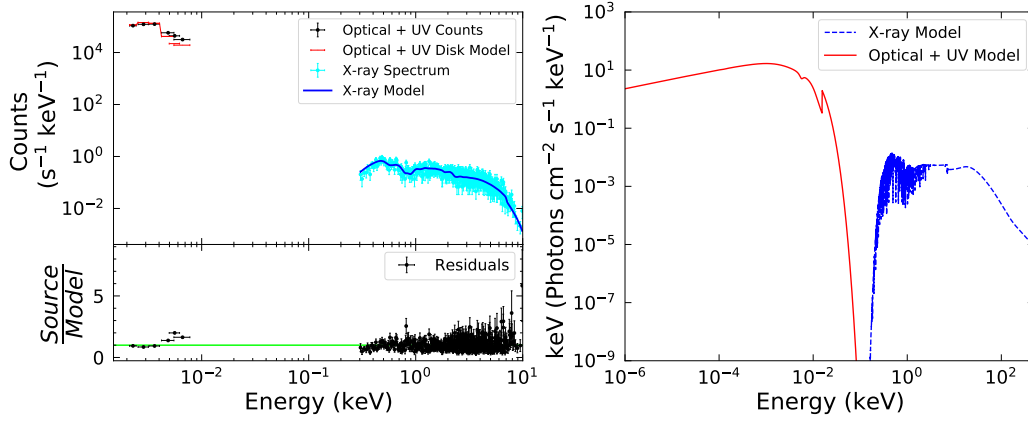 Counts
(s⁻¹ keV⁻¹)
10⁴
10²
10⁰
10⁻²
Optical + UV Counts
Optical + UV Disk Model
X-ray Spectrum
X-ray Model
Source
Model
5
0
Residuals
10⁻² 10⁻¹ 10⁰ 10¹
Energy (keV)
keV (Photons cm⁻² s⁻¹ keV⁻¹)
10³
10¹
10⁻¹
10⁻³
10⁻⁵
10⁻⁷
10⁻⁹
X-ray Model
Optical + UV Model
10⁻⁶ 10⁻⁴ 10⁻² 10⁰ 10²
Energy (keV)